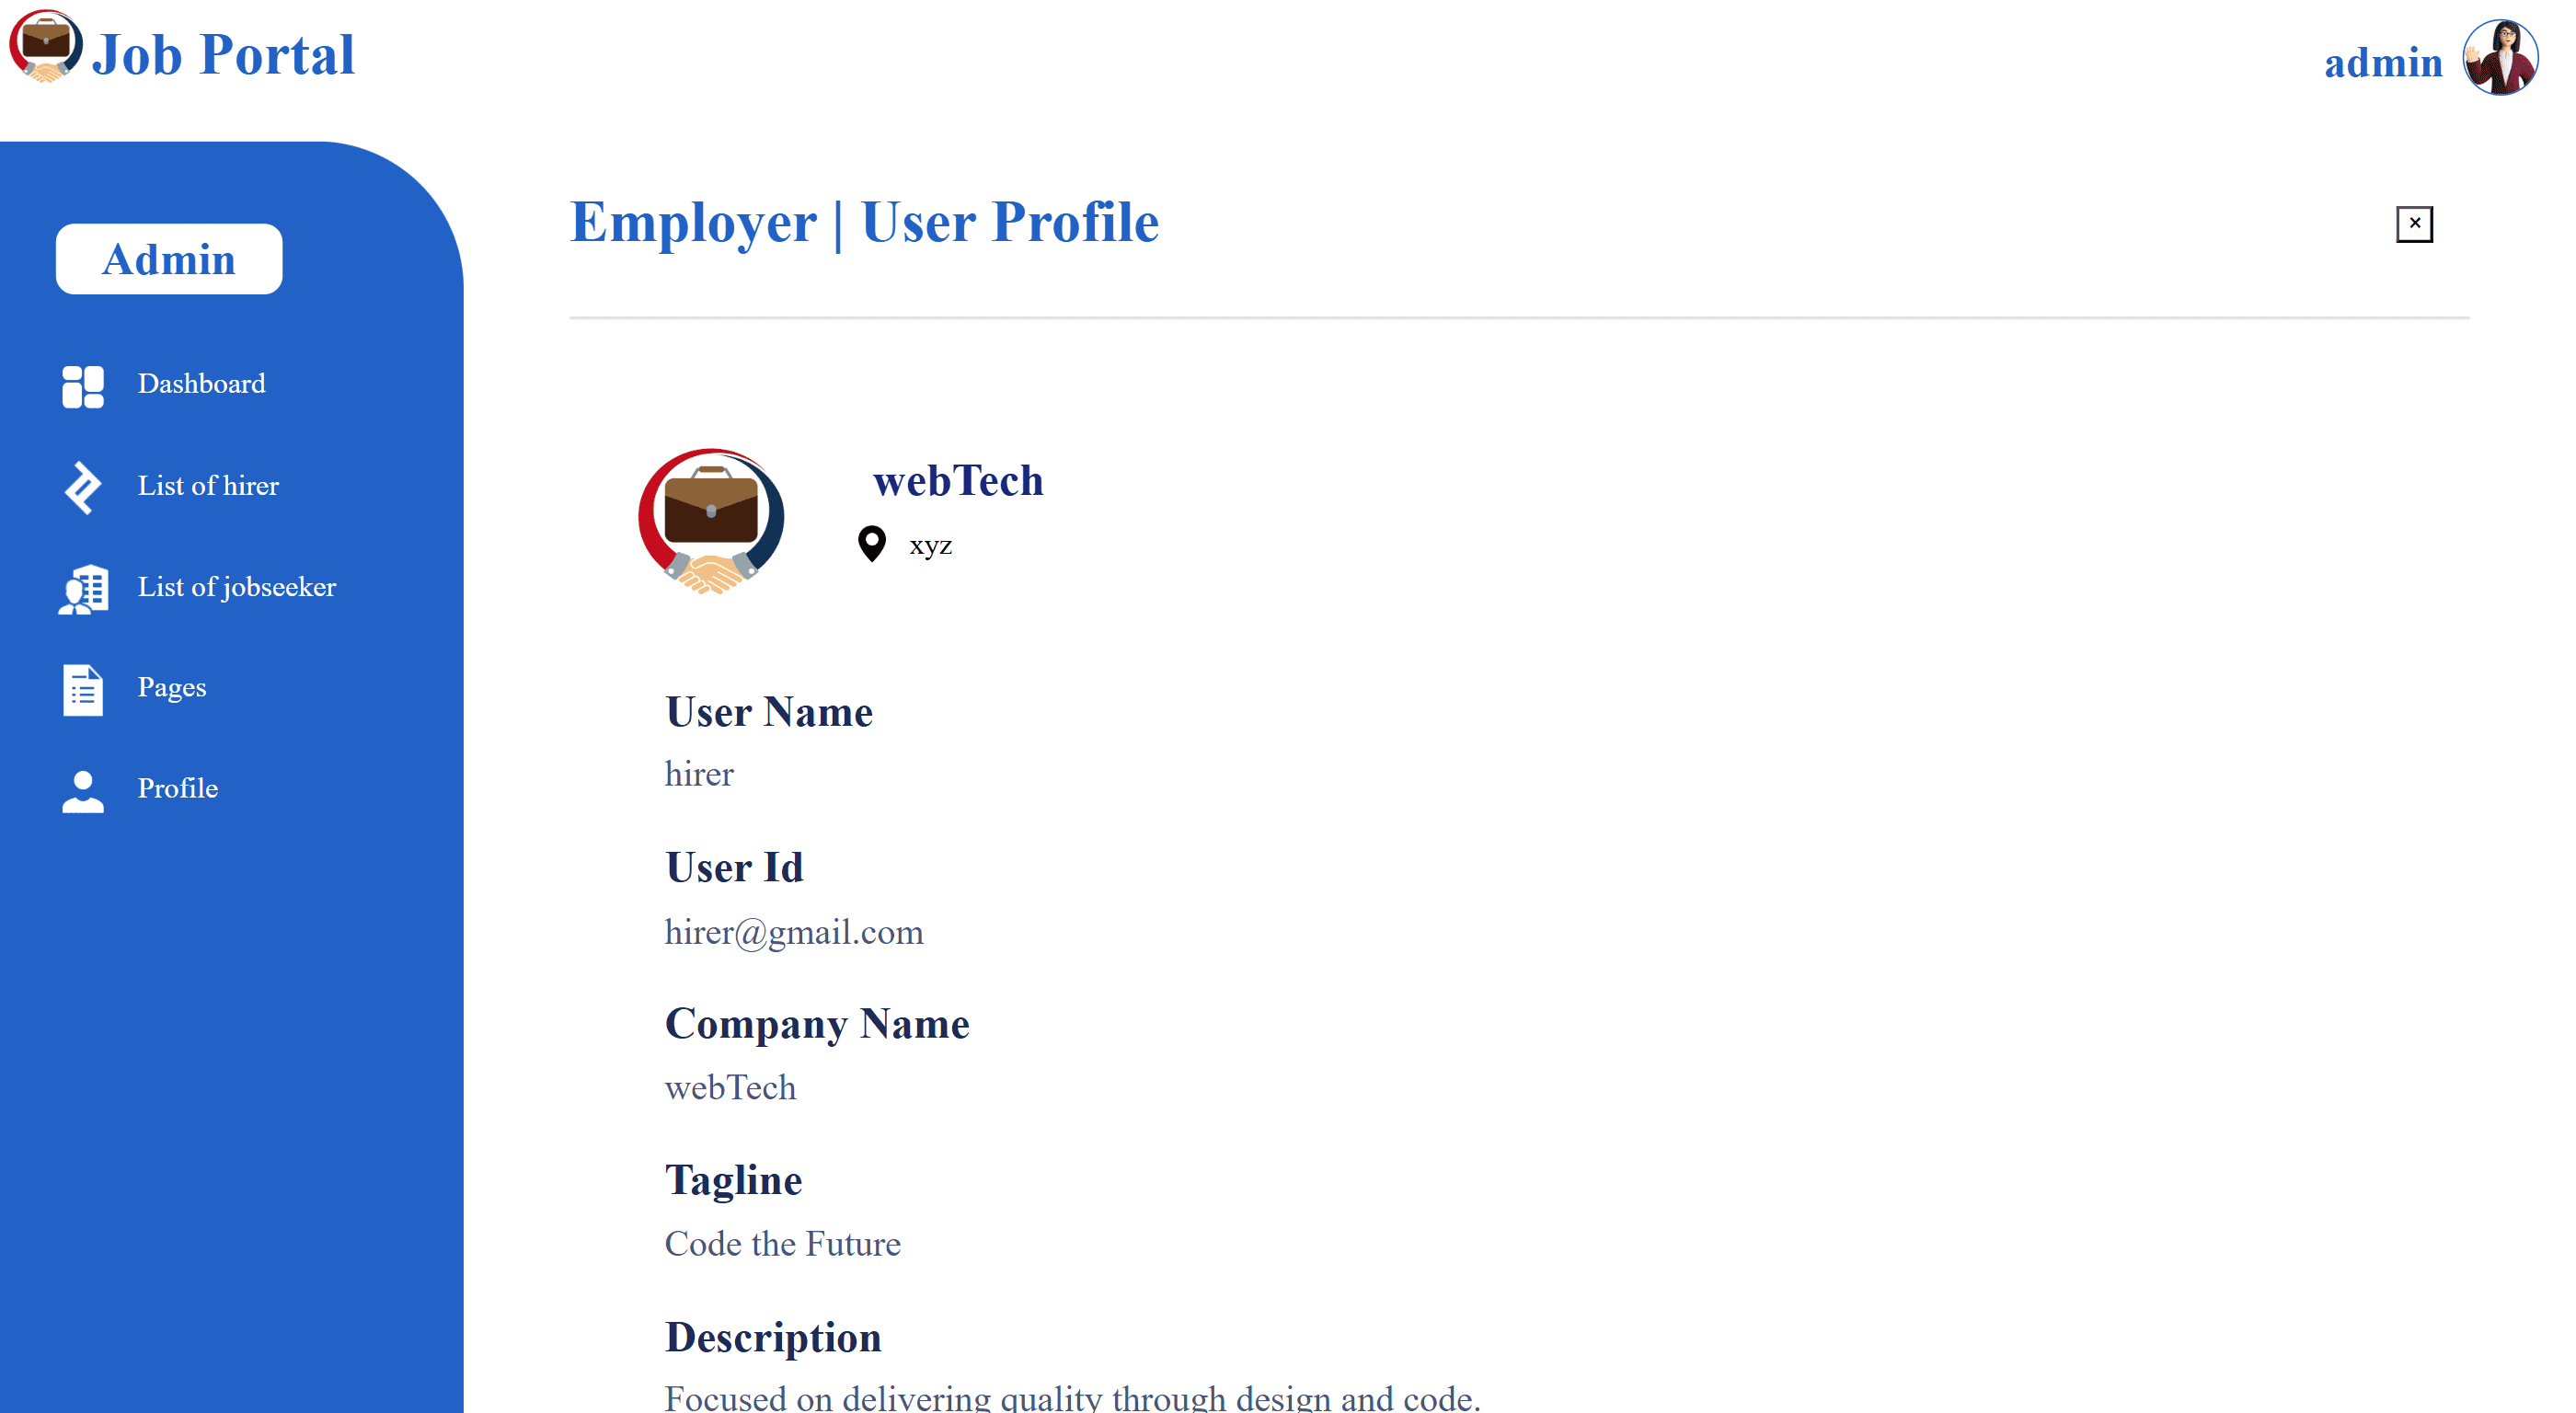 Job Portal
admin
Admin
Dashboard
List of hirer
List of jobseeker
Pages
Profile
Employer | User Profile
×
webTech
xyz
User Name
hirer
User Id
hirer@gmail.com
Company Name
webTech
Tagline
Code the Future
Description
Focused on delivering quality through design and code.